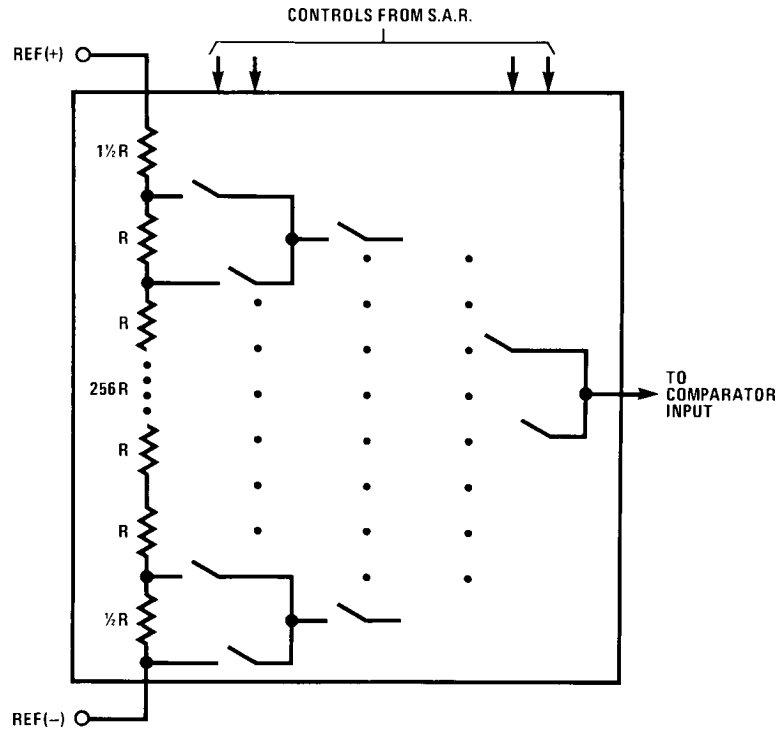 CONTROLS FROM S.A.R.
REF(+)
1½R
R
R
256R
R
R
½R
TO
COMPARATOR
INPUT
REF(–)